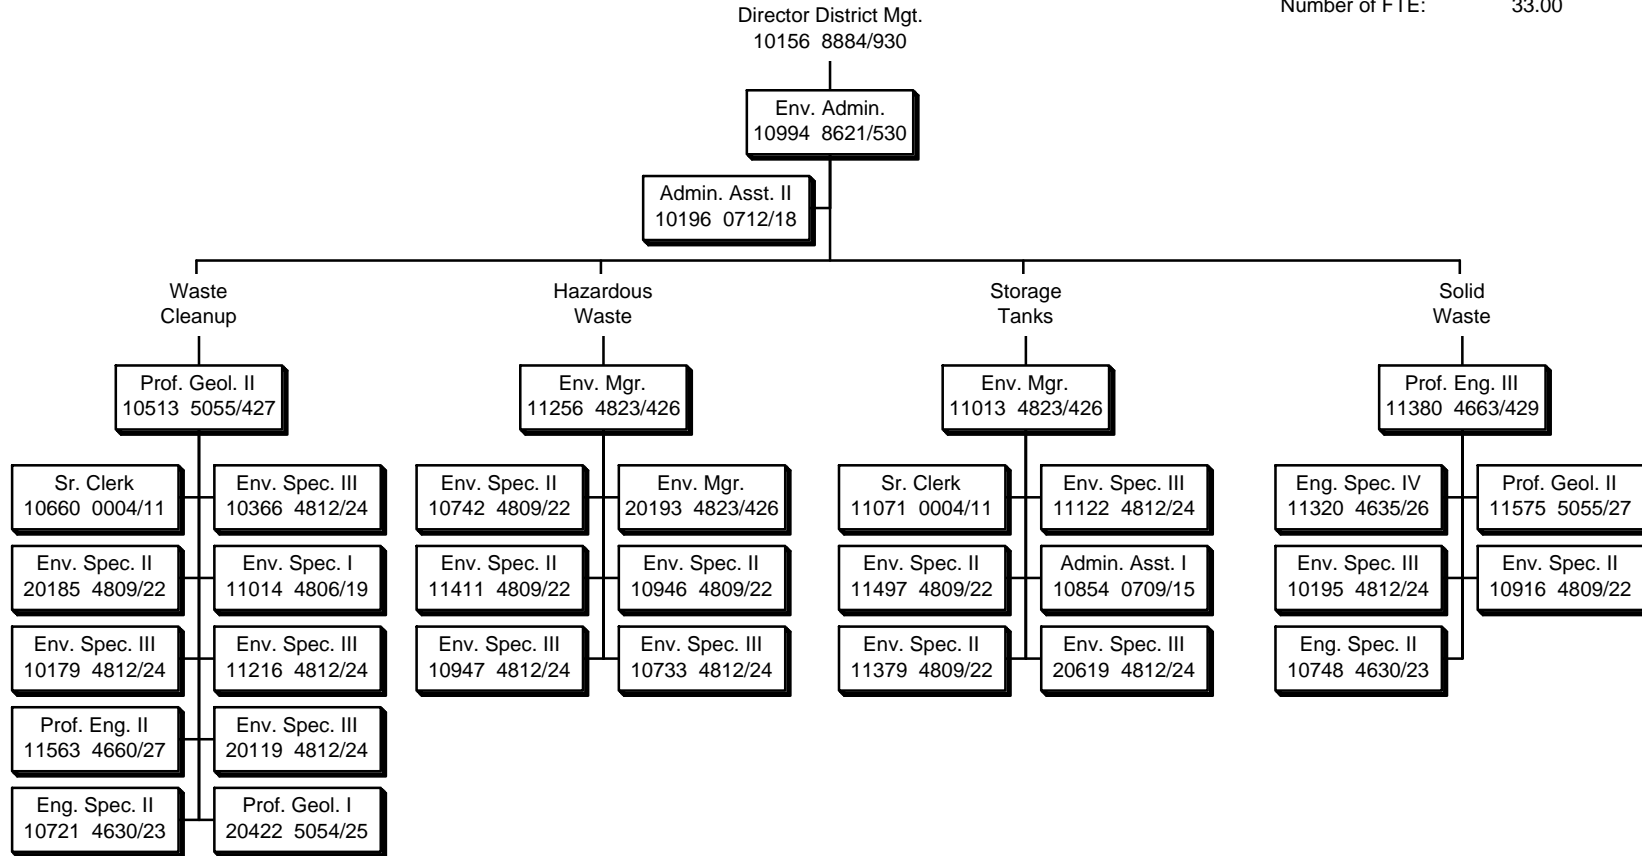 Number of FTE: 33.00
Director District Mgt.
10156 8884/930
Env. Admin.
10994 8621/530
Admin. Asst. II
10196 0712/18
Waste
Cleanup
Hazardous
Waste
Storage
Tanks
Solid
Waste
Prof. Geol. II
10513 5055/427
Env. Mgr.
11256 4823/426
Env. Mgr.
11013 4823/426
Prof. Eng. III
11380 4663/429
Sr. Clerk
10660 0004/11
Env. Spec. III
10366 4812/24
Env. Spec. II
20185 4809/22
Env. Spec. I
11014 4806/19
Env. Spec. III
10179 4812/24
Env. Spec. III
11216 4812/24
Prof. Eng. II
11563 4660/27
Env. Spec. III
20119 4812/24
Eng. Spec. II
10721 4630/23
Prof. Geol. I
20422 5054/25
Env. Spec. II
10742 4809/22
Env. Mgr.
20193 4823/426
Env. Spec. II
11411 4809/22
Env. Spec. II
10946 4809/22
Env. Spec. III
10947 4812/24
Env. Spec. III
10733 4812/24
Sr. Clerk
11071 0004/11
Env. Spec. III
11122 4812/24
Env. Spec. II
11497 4809/22
Admin. Asst. I
10854 0709/15
Env. Spec. II
11379 4809/22
Env. Spec. III
20619 4812/24
Eng. Spec. IV
11320 4635/26
Prof. Geol. II
11575 5055/27
Env. Spec. III
10195 4812/24
Env. Spec. II
10916 4809/22
Eng. Spec. II
10748 4630/23